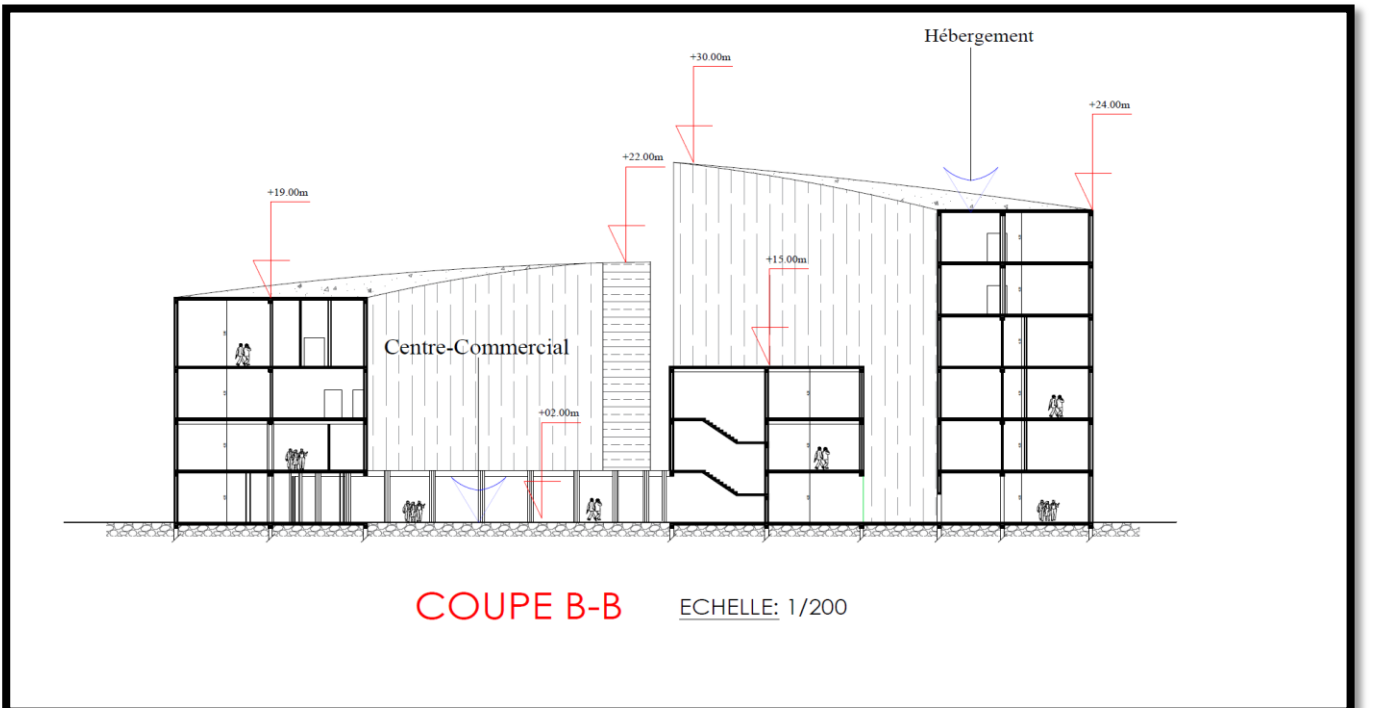 Hébergement
+30.00m
+24.00m
+22.00m
+19.00m
+15.00m
Centre-Commercial
+02.00m
COUPE B-B
ECHELLE: 1/200